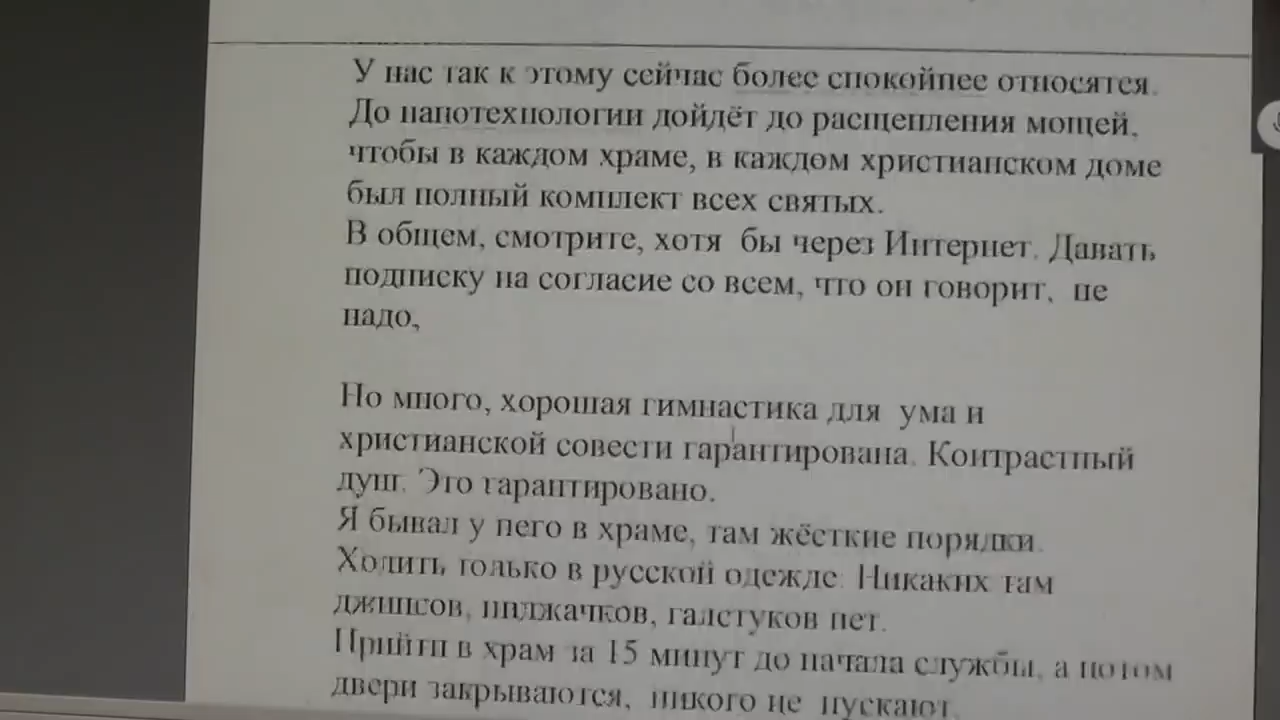 У нас так к этому сейчас более спокойнее относятся.
До нанотехнологии дойдёт до расщепления мощей,
чтобы в каждом храме, в каждом христианском доме
был полный комплект всех святых.
В общем, смотрите, хотя бы через Интернет. Давать
подписку на согласие со всем, что он говорит, не
надо,
Но много, хорошая гимнастика для ума и
христианской совести гарантирована. Контрастный
душ. Это гарантировано.
Я бывал у него в храме, там жёсткие порядки.
Ходить только в русской одежде. Никаких там
джинсов, пиджачков, галстуков нет.
Прийти в храм за 15 минут до начала службы, а потом
двери закрываются, никого не пускают.